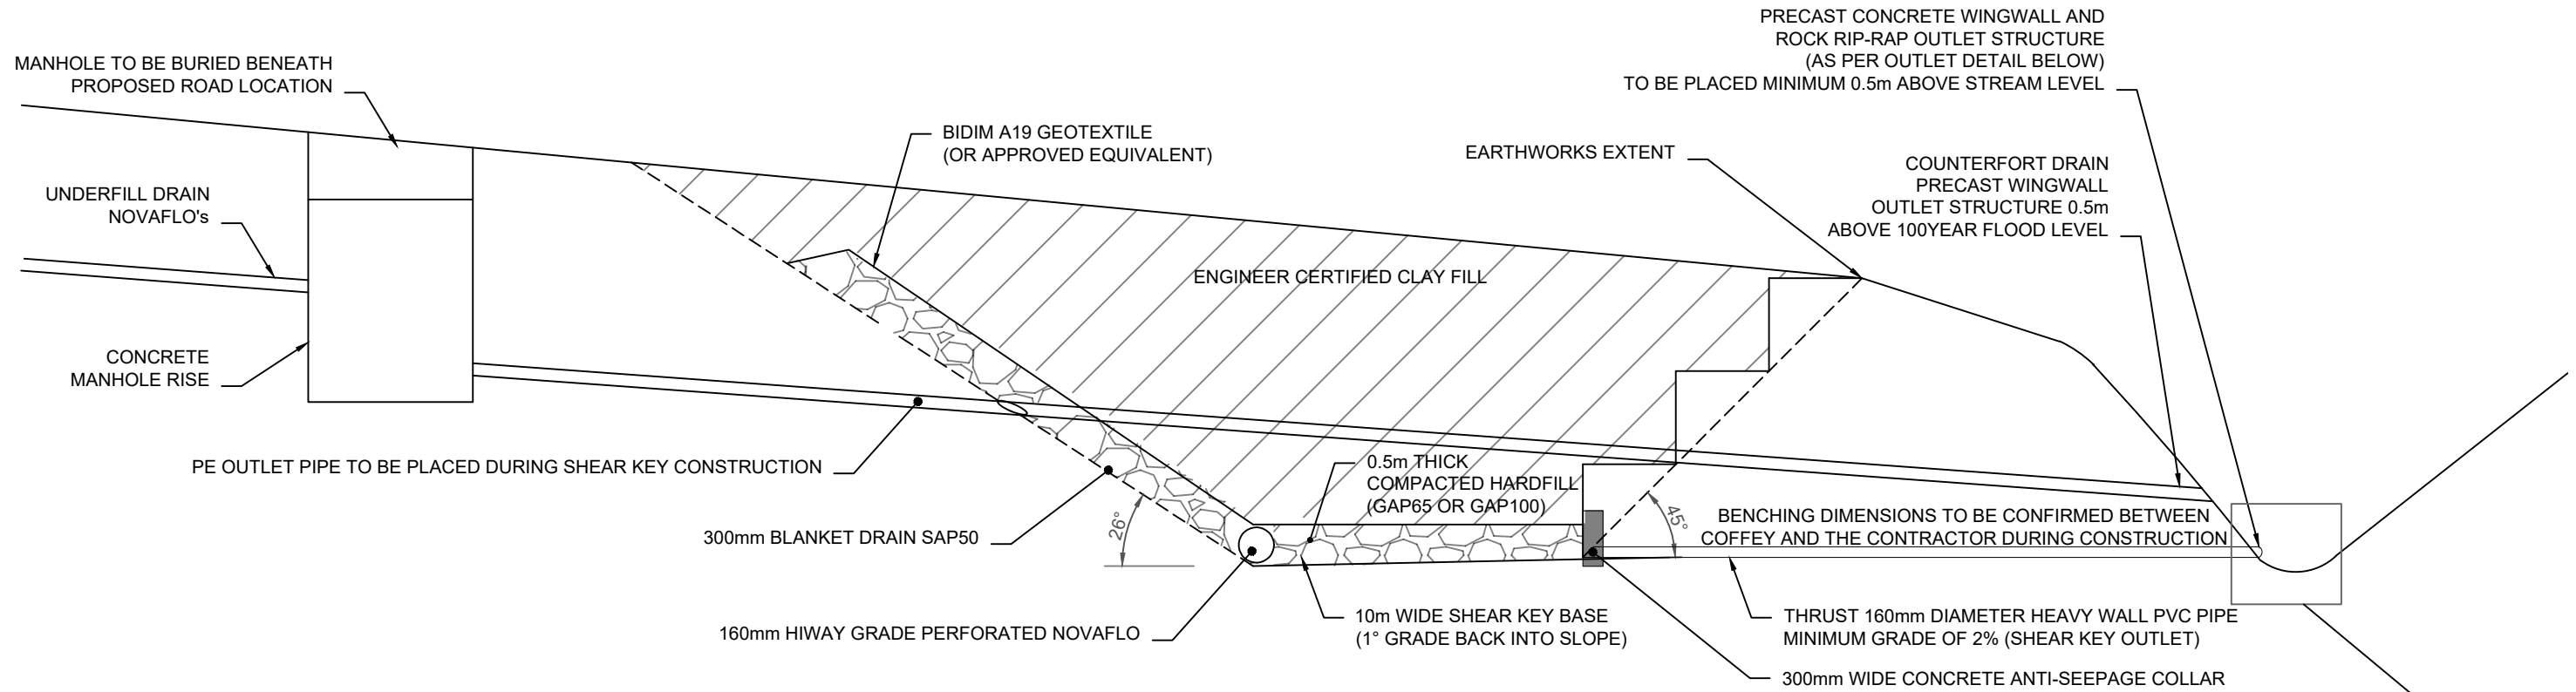 PRECAST CONCRETE WINGWALL AND
ROCK RIP-RAP OUTLET STRUCTURE
(AS PER OUTLET DETAIL BELOW)
TO BE PLACED MINIMUM 0.5m ABOVE STREAM LEVEL
MANHOLE TO BE BURIED BENEATH
PROPOSED ROAD LOCATION
BIDIM A19 GEOTEXTILE
(OR APPROVED EQUIVALENT)
EARTHWORKS EXTENT
COUNTERFORT DRAIN
PRECAST WINGWALL
OUTLET STRUCTURE 0.5m
ABOVE 100YEAR FLOOD LEVEL
UNDERFILL DRAIN
NOVAFLO's
ENGINEER CERTIFIED CLAY FILL
CONCRETE
MANHOLE RISE
PE OUTLET PIPE TO BE PLACED DURING SHEAR KEY CONSTRUCTION
0.5m THICK
COMPACTED HARDFILL
(GAP65 OR GAP100)
300mm BLANKET DRAIN SAP50
26°
45°
BENCHING DIMENSIONS TO BE CONFIRMED BETWEEN
COFFEY AND THE CONTRACTOR DURING CONSTRUCTION
160mm HIWAY GRADE PERFORATED NOVAFLO
10m WIDE SHEAR KEY BASE
(1° GRADE BACK INTO SLOPE)
THRUST 160mm DIAMETER HEAVY WALL PVC PIPE
MINIMUM GRADE OF 2% (SHEAR KEY OUTLET)
300mm WIDE CONCRETE ANTI-SEEPAGE COLLAR